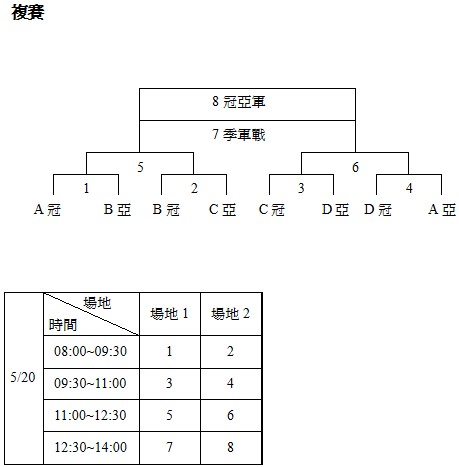 複賽
8 冠亞軍
7 季軍戰
5 6
1 2 3 4
A 冠 B 亞 B 冠 C 亞 C 冠 D 亞 D 冠 A 亞
場地 場地 1 場地 2
時間
5/20
08:00~09:30 1 2
09:30~11:00 3 4
11:00~12:30 5 6
12:30~14:00 7 8